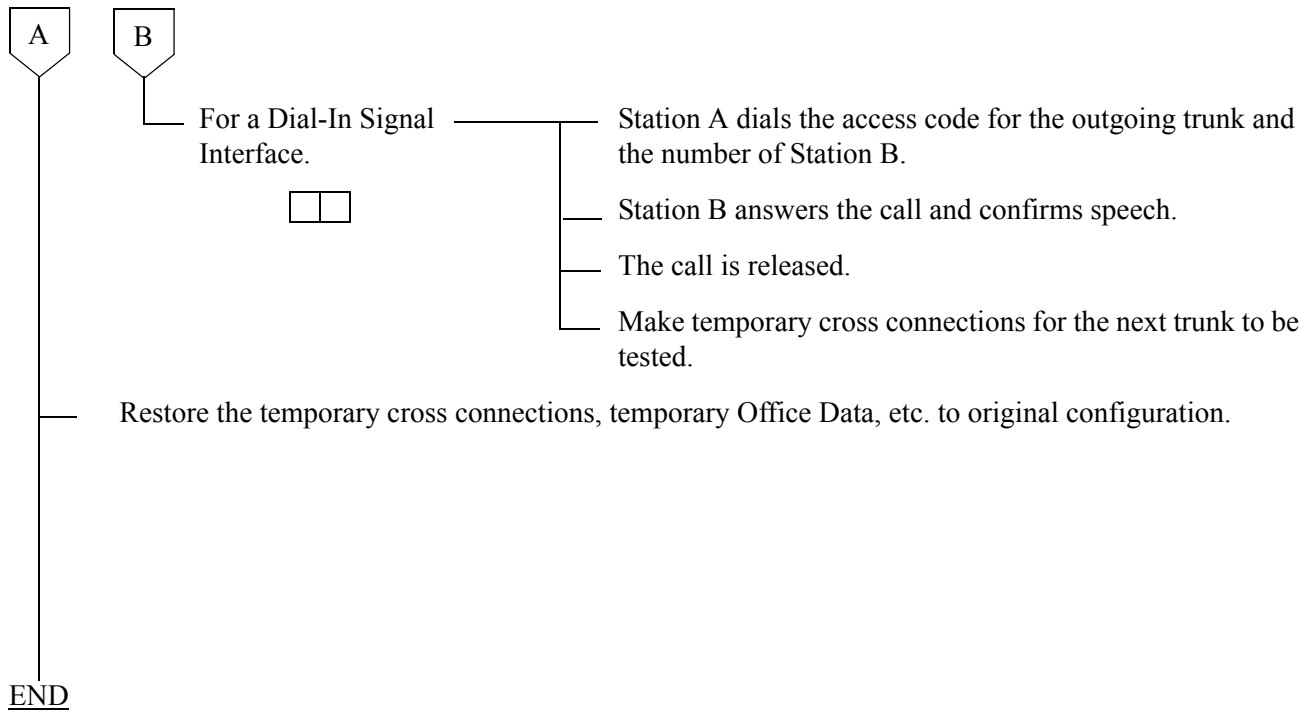 A B
For a Dial-In Signal
Interface.
Station A dials the access code for the outgoing trunk and
the number of Station B.
Station B answers the call and confirms speech.
The call is released.
Make temporary cross connections for the next trunk to be
tested.
Restore the temporary cross connections, temporary Office Data, etc. to original configuration.
END